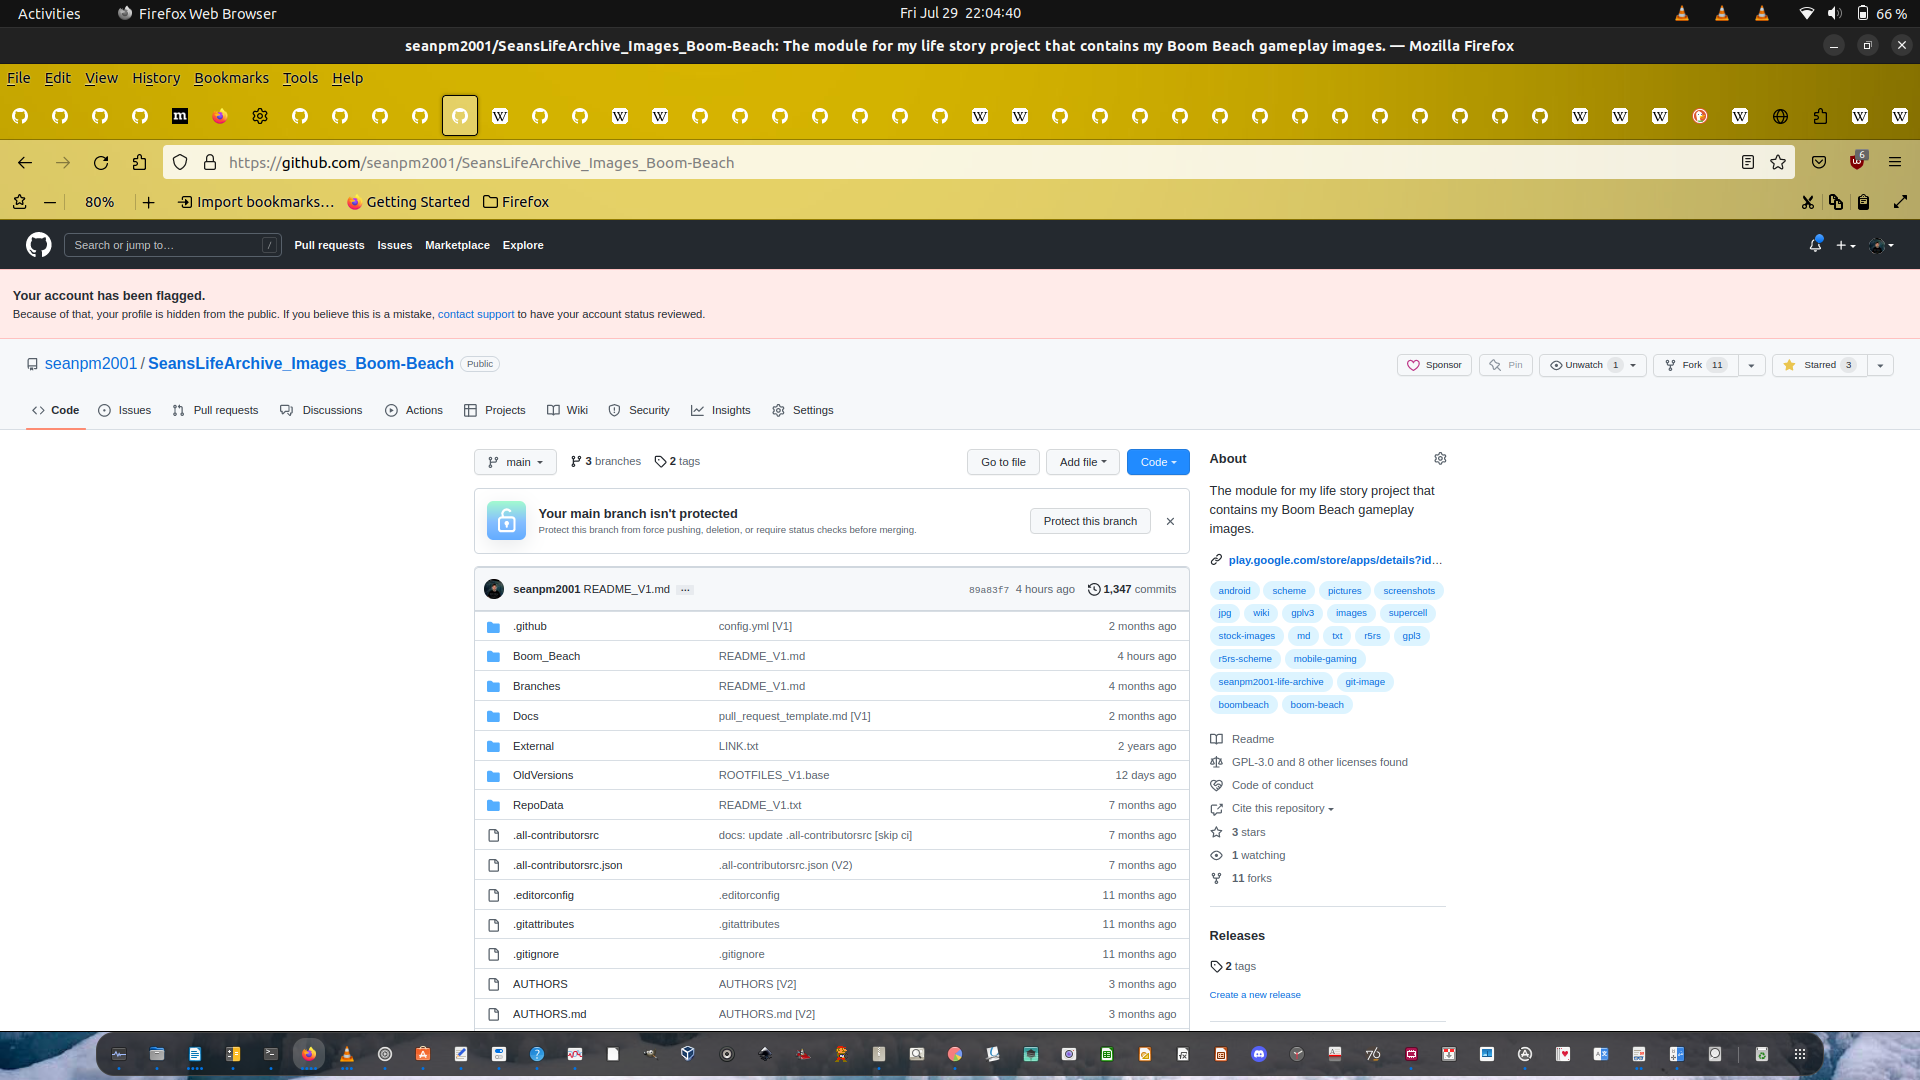 Activities Firefox Web Browser Fri Jul 29 22:04:40 66 %
seanpm2001/SeansLifeArchive_Images_Boom-Beach: The module for my life story project that contains my Boom Beach gameplay images. — Mozilla Firefox
File Edit View History Bookmarks Tools Help
https://github.com/seanpm2001/SeansLifeArchive_Images_Boom-Beach 6
80% Import bookmarks… Getting Started Firefox
Search or jump to… / Pull requests Issues Marketplace Explore
Your account has been flagged.
Because of that, your profile is hidden from the public. If you believe this is a mistake, contact support to have your account status reviewed.
seanpm2001 / SeansLifeArchive_Images_Boom-Beach Public Sponsor Pin Unwatch 1 Fork 11 Starred 3
Code Issues Pull requests Discussions Actions Projects Wiki Security Insights Settings
main 3 branches 2 tags Go to file Add file Code
Your main branch isn't protected
Protect this branch from force pushing, deletion, or require status checks before merging.
Protect this branch
seanpm2001 README_V1.md … 89a83f7 4 hours ago 1,347 commits
.github config.yml [V1] 2 months ago
Boom_Beach README_V1.md 4 hours ago
Branches README_V1.md 4 months ago
Docs pull_request_template.md [V1] 2 months ago
External LINK.txt 2 years ago
OldVersions ROOTFILES_V1.base 12 days ago
RepoData README_V1.txt 7 months ago
.all-contributorsrc docs: update .all-contributorsrc [skip ci] 7 months ago
.all-contributorsrc.json .all-contributorsrc.json (V2) 7 months ago
.editorconfig .editorconfig 11 months ago
.gitattributes .gitattributes 11 months ago
.gitignore .gitignore 11 months ago
AUTHORS AUTHORS [V2] 3 months ago
AUTHORS.md AUTHORS.md [V2] 3 months ago
About
The module for my life story project that
contains my Boom Beach gameplay
images.
play.google.com/store/apps/details?id…
android scheme pictures screenshots
jpg wiki gplv3 images supercell
stock-images md txt r5rs gpl3
r5rs-scheme mobile-gaming
seanpm2001-life-archive git-image
boombeach boom-beach
Readme
GPL-3.0 and 8 other licenses found
Code of conduct
Cite this repository
3 stars
1 watching
11 forks
Releases
2 tags
Create a new release